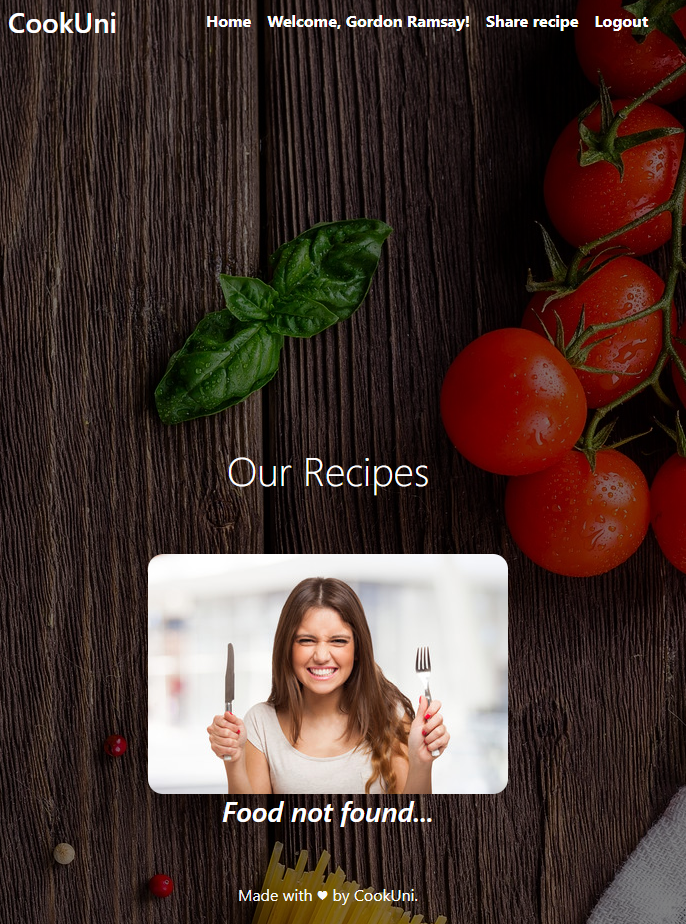 CookUni Home Welcome, Gordon Ramsay! Share recipe Logout
Our Recipes
Food not found...
Made with ♥ by CookUni.